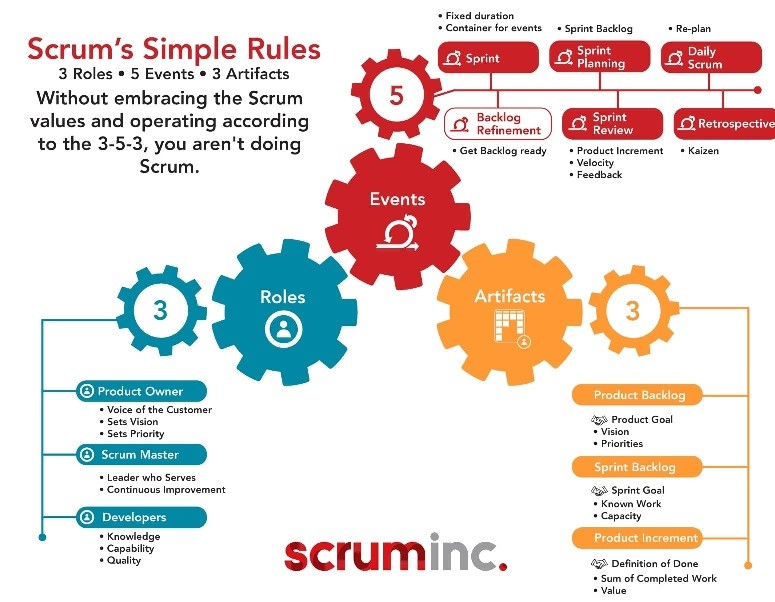 Scrum's Simple Rules
3 Roles • 5 Events • 3 Artifacts
Without embracing the Scrum
values and operating according
to the 3-5-3, you aren't doing
Scrum.
5
• Fixed duration
• Container for events
Sprint
• Sprint Backlog
Sprint
Planning
• Re-plan
Daily
Scrum
Backlog
Refinement
• Get Backlog ready
Sprint
Review
• Product Increment
• Velocity
• Feedback
Retrospective
• Kaizen
Events
Roles
3
Product Owner
• Voice of the Customer
• Sets Vision
• Sets Priority
Scrum Master
• Leader who Serves
• Continuous Improvement
Developers
• Knowledge
• Capability
• Quality
Artifacts
3
Product Backlog
Product Goal
• Vision
• Priorities
Sprint Backlog
Sprint Goal
• Known Work
• Capacity
Product Increment
Definition of Done
• Sum of Completed Work
• Value
scruminc.